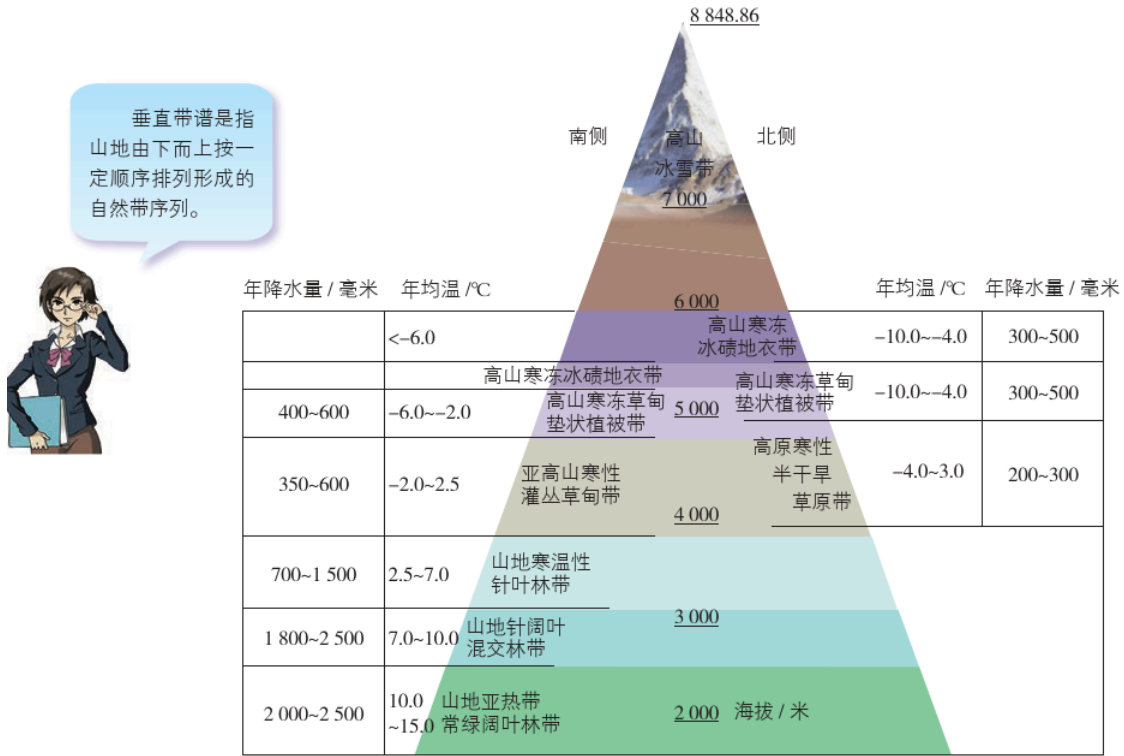 8 848.86
垂直带谱是指
山地由下而上按一
定顺序排列形成的
自然带序列。
南侧
高山
冰雪带
北侧
7 000
年降水量 / 毫米 年均温 /℃
年均温 /℃ 年降水量 / 毫米
6 000
<–6.0
高山寒冻
冰碛地衣带
–10.0~–4.0
300~500
高山寒冻冰碛地衣带
400~600
–6.0~–2.0
高山寒冻草甸
垫状植被带
5 000
高山寒冻草甸
垫状植被带
–10.0~–4.0
300~500
350~600
–2.0~2.5
亚高山寒性
灌丛草甸带
4 000
高原寒性
半干旱
草原带
–4.0~3.0
200~300
700~1 500
2.5~7.0
山地寒温性
针叶林带
3 000
1 800~2 500
7.0~10.0
山地针阔叶
混交林带
2 000~2 500
10.0
~15.0
山地亚热带
常绿阔叶林带
2 000 海拔 / 米